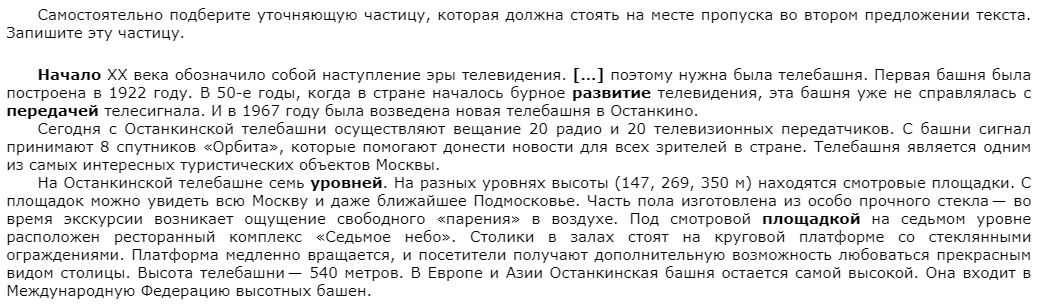 Самостоятельно подберите уточняющую частицу, которая должна стоять на месте пропуска во втором предложении текста.
Запишите эту частицу.
Начало XX века обозначило собой наступление эры телевидения. [...] поэтому нужна была телебашня. Первая башня была
построена в 1922 году. В 50-е годы, когда в стране началось бурное развитие телевидения, эта башня уже не справлялась с
передачей телесигнала. И в 1967 году была возведена новая телебашня в Останкино.
Сегодня с Останкинской телебашни осуществляют вещание 20 радио и 20 телевизионных передатчиков. С башни сигнал
принимают 8 спутников «Орбита», которые помогают донести новости для всех зрителей в стране. Телебашня является одним
из самых интересных туристических объектов Москвы.
На Останкинской телебашне семь уровней. На разных уровнях высоты (147, 269, 350 м) находятся смотровые площадки. С
площадок можно увидеть всю Москву и даже ближайшее Подмосковье. Часть пола изготовлена из особо прочного стекла — во
время экскурсии возникает ощущение свободного «парения» в воздухе. Под смотровой площадкой на седьмом уровне
расположен ресторанный комплекс «Седьмое небо». Столики в залах стоят на круговой платформе со стеклянными
ограждениями. Платформа медленно вращается, и посетители получают дополнительную возможность любоваться прекрасным
видом столицы. Высота телебашни — 540 метров. В Европе и Азии Останкинская башня остается самой высокой. Она входит в
Международную Федерацию высотных башен.